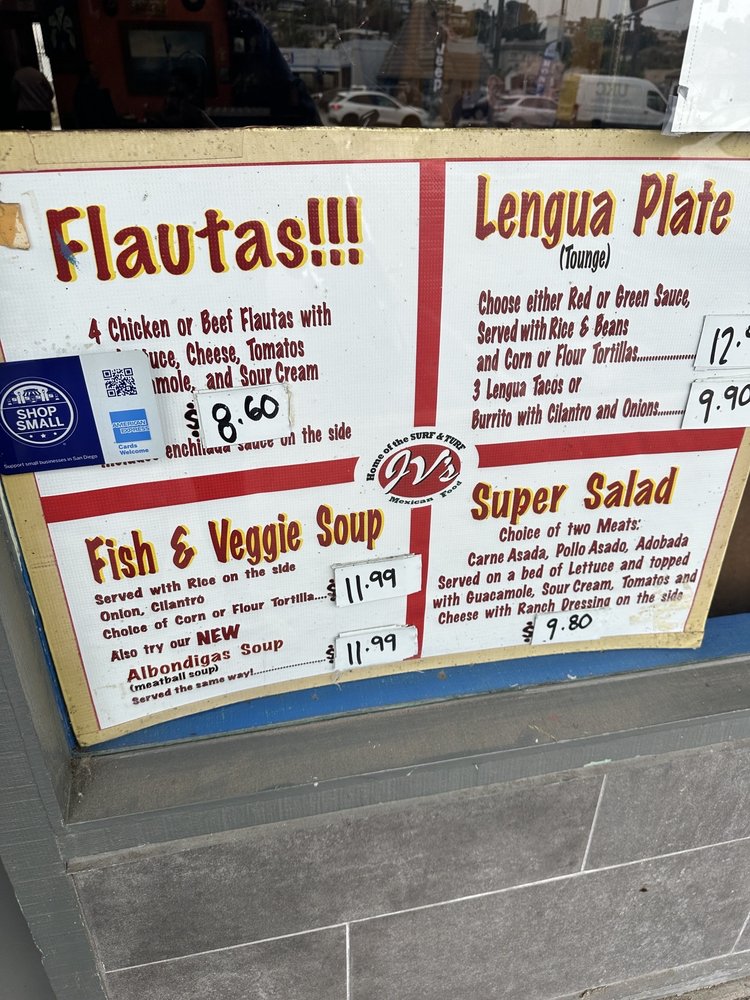 Flautas!!!
4 Chicken or Beef Flautas with
Cheese, Tomatos
and Sour Cream
$ 8.60
enchilada sauce on the side
SHOP
SMALL
Support small businesses in San Diego
AMERICAN
EXPRESS
Cards
Welcome
Lengua Plate
(Tounge)
Choose either Red or Green Sauce,
Served with Rice & Beans
and Corn or Flour Tortillas
3 Lengua Tacos or
Burrito with Cilantro and Onions
9.90
Home of the SURF & TURF
JV's
Mexican Food
Fish & Veggie Soup
Served with Rice on the side
Onion, Cilantro
Choice of Corn or Flour Tortilla.... $ 11.99
Also try our NEW
Albondigas Soup
(meatball soup)
Served the same way! $ 11.99
Super Salad
Choice of two Meats:
Carne Asada, Pollo Asado, Adobada
Served on a bed of Lettuce and topped
with Guacamole, Sour Cream, Tomatos and
Cheese with Ranch Dressing on the side
$ 9.80